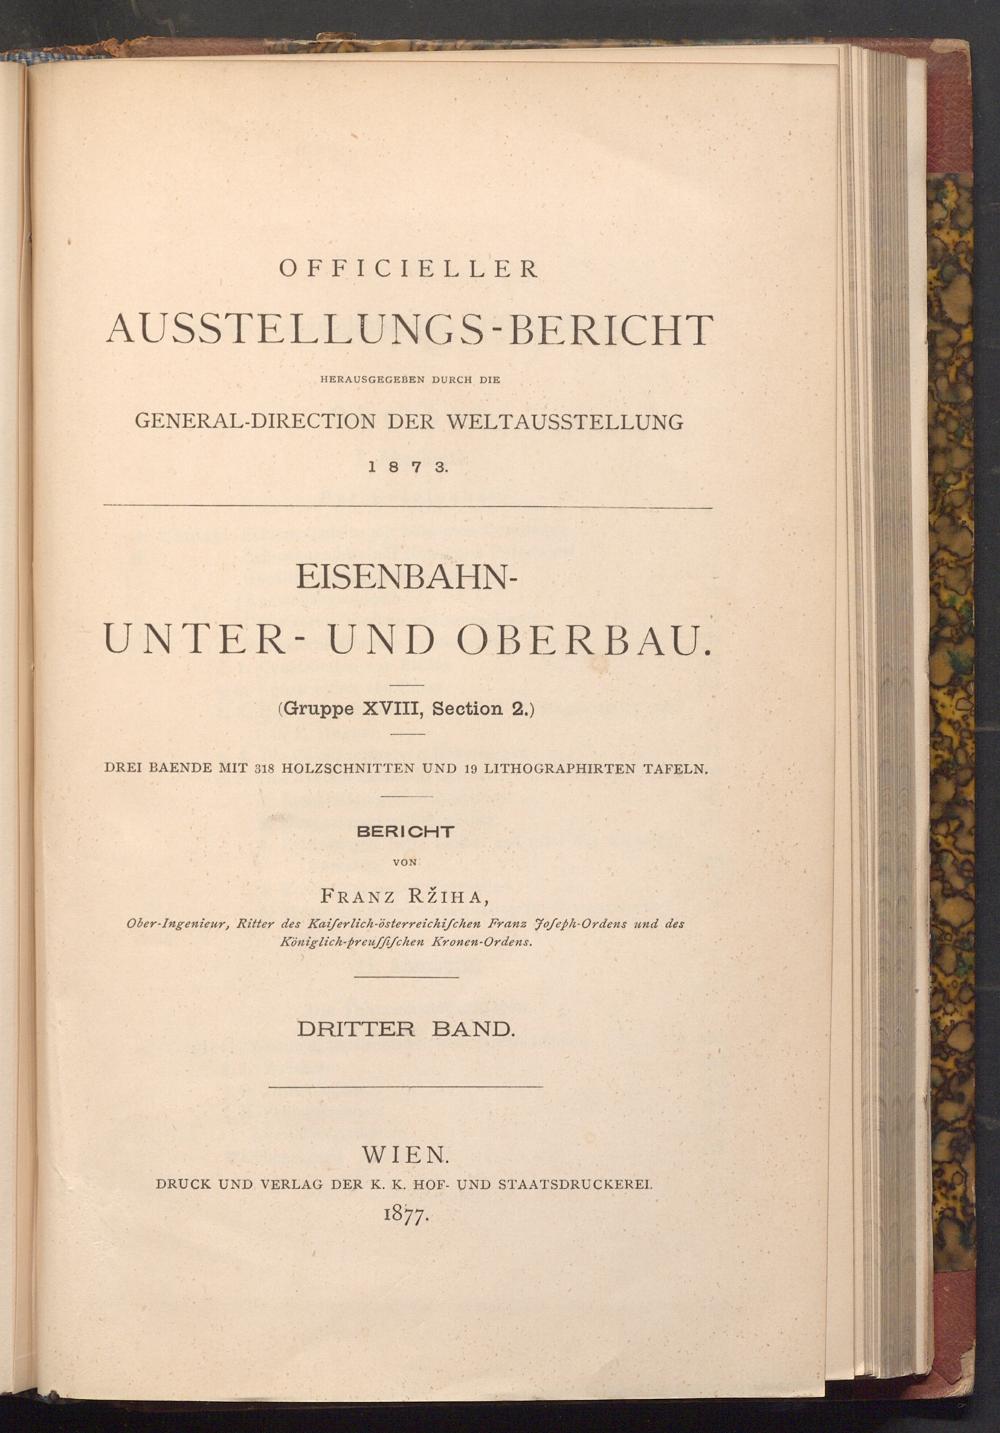 OFFICIELLER
AUSSTELLUNGS-BERICHT
HERAUSGEGEBEN DURCH DIE
GENERAL-DIRECTION DER WELTAUSSTELLUNG
1873.
EISENBAHN-
UNTER- UND OBERBAU.
(Gruppe XVIII, Section 2.)
DREI BAENDE MIT 318 HOLZSCHNITTEN UND 19 LITHOGRAPHIRTEN TAFELN.
BERICHT
VON
FRANZ RŽIHA,
Ober-Ingenieur, Ritter des Kaiſerlich-öſterreichiſchen Franz Joſeph-Ordens und des
Königlich-preuſſiſchen Kronen-Ordens.
DRITTER BAND.
WIEN.
DRUCK UND VERLAG DER K. K. HOF- UND STAATSDRUCKEREI.
1877.